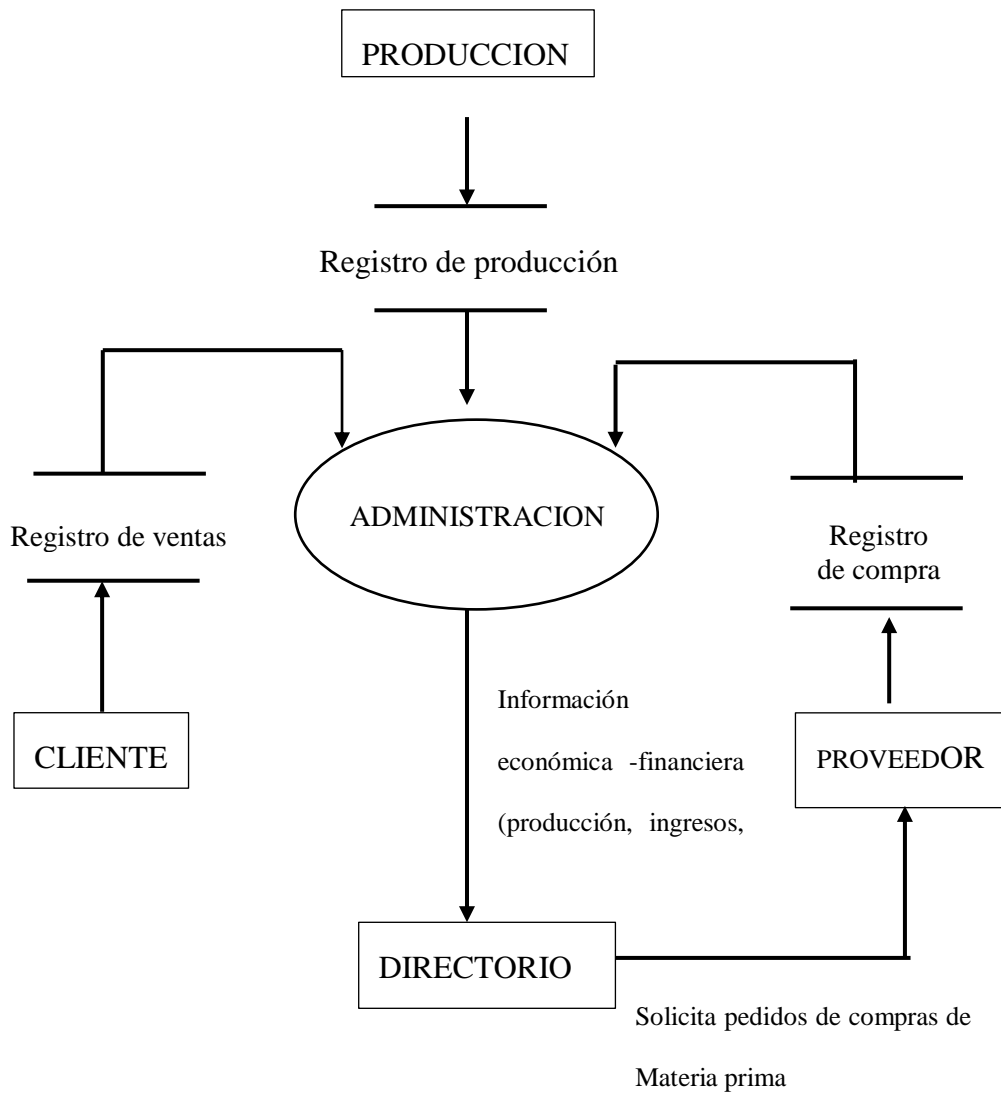 PRODUCCION
Registro de producción
ADMINISTRACION
Registro de ventas
Registro
de compra
Información
económica -financiera
(producción, ingresos,
CLIENTE
PROVEEDOR
DIRECTORIO
Solicita pedidos de compras de
Materia prima